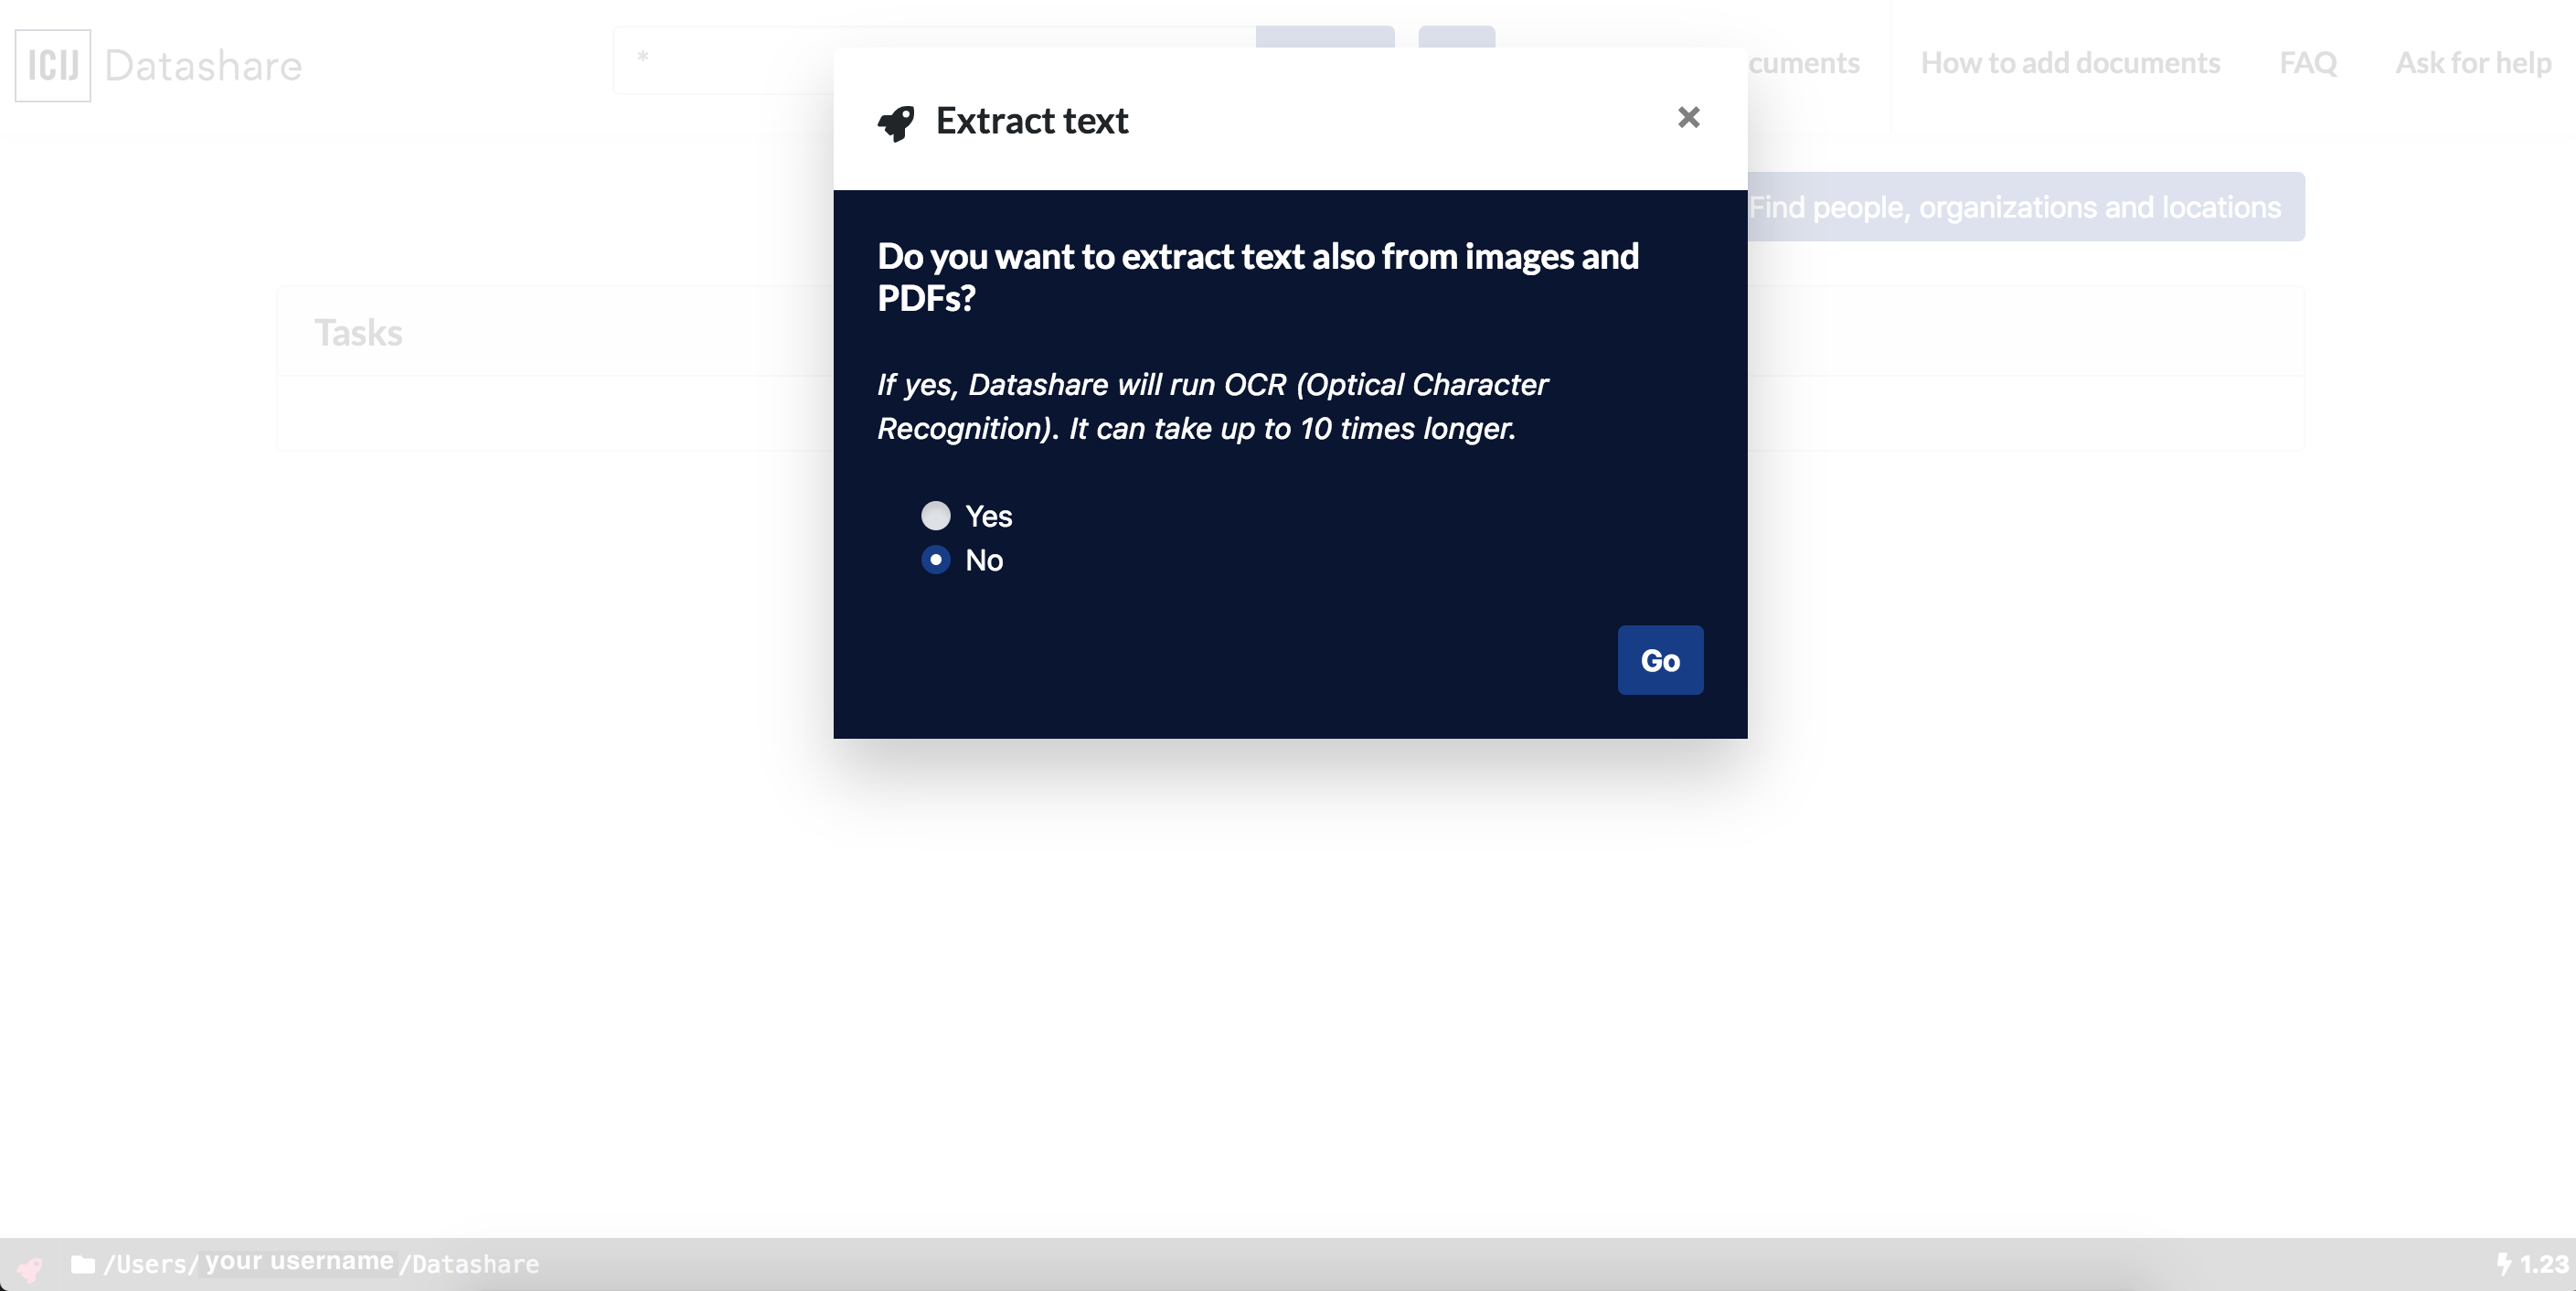 ICIJ Datashare
*
cuments
How to add documents
FAQ
Ask for help
Extract text
×
Find people, organizations and locations
Do you want to extract text also from images and
PDFs?
Tasks
If yes, Datashare will run OCR (Optical Character
Recognition). It can take up to 10 times longer.
Yes
No
Go
/Users/your username/Datashare
1.23